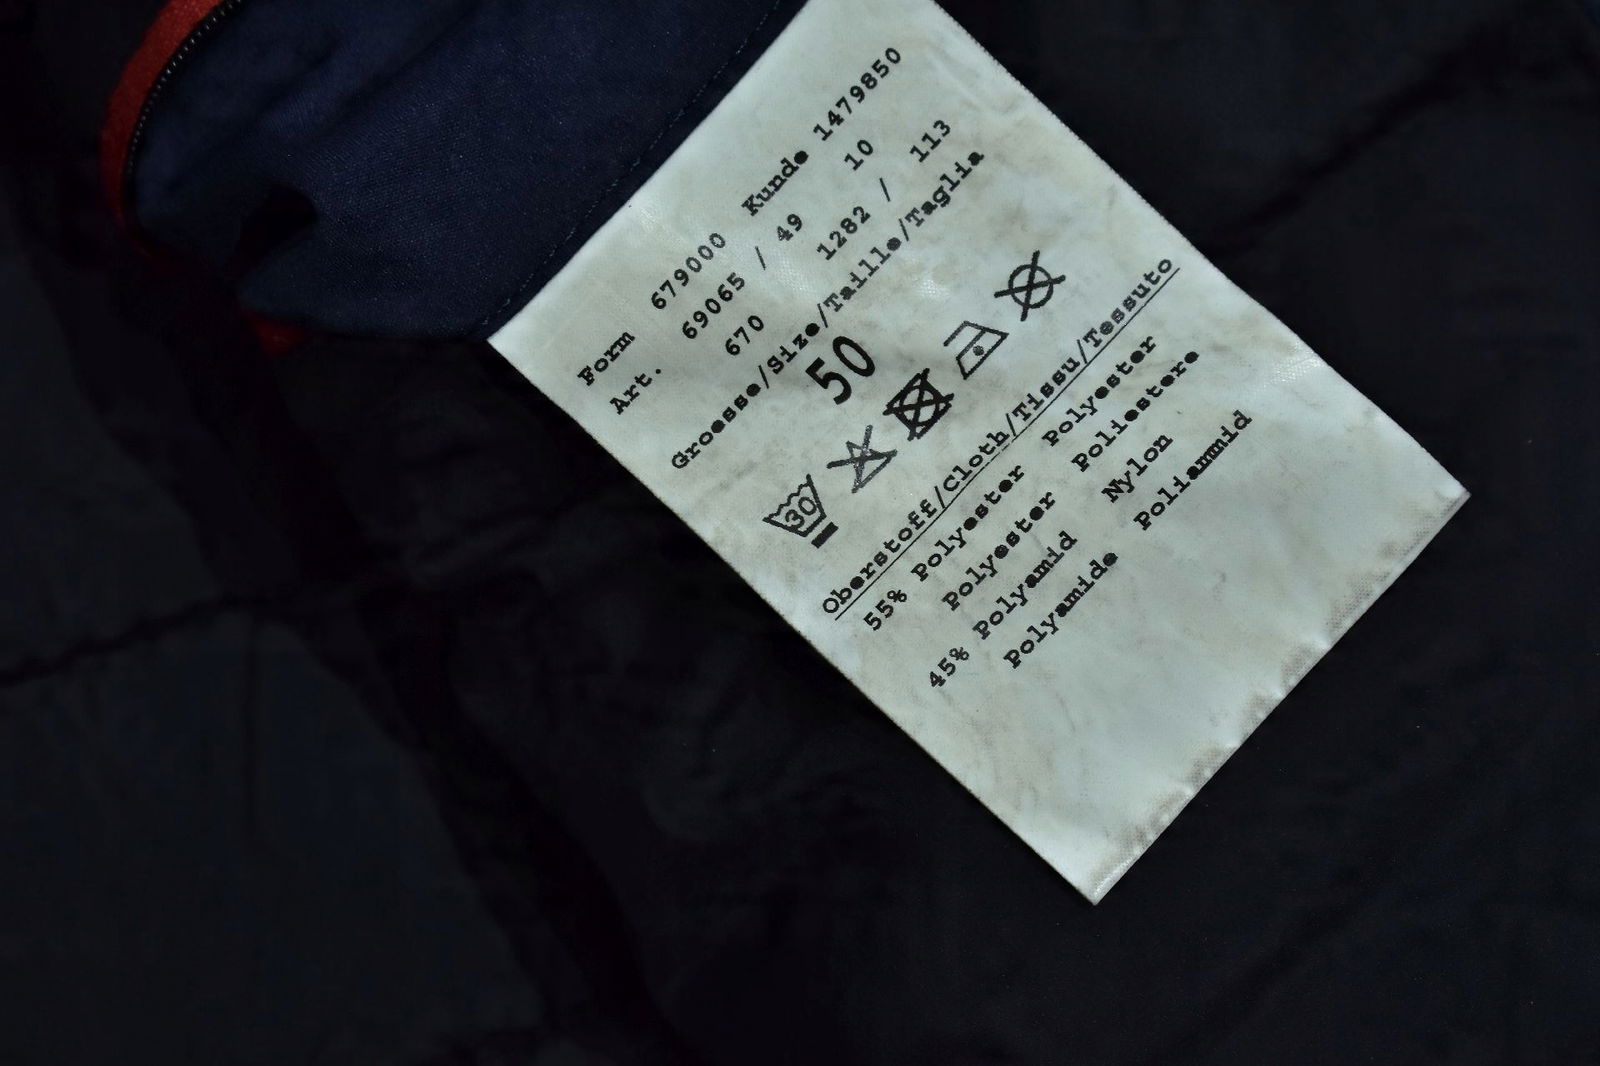 Form 679000 Kunde 1479850
Art. 69065 / 49 10
670 1282 / 113
Groesse/Size/Taille/Taglia
50
30
Oberstoff/Cloth/Tissu/Tessuto
55% Polyester Polyester
Polyester Poliestere
45% Polyamid Nylon
Polyamide Poliammid